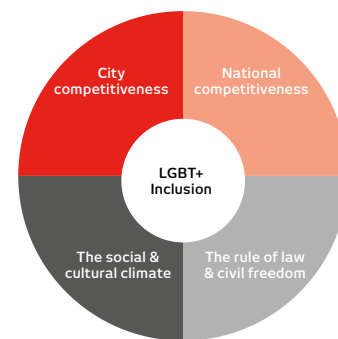 City
competitiveness
National
competitiveness
LGBT+
Inclusion
The social &
cultural climate
The rule of law
& civil freedom